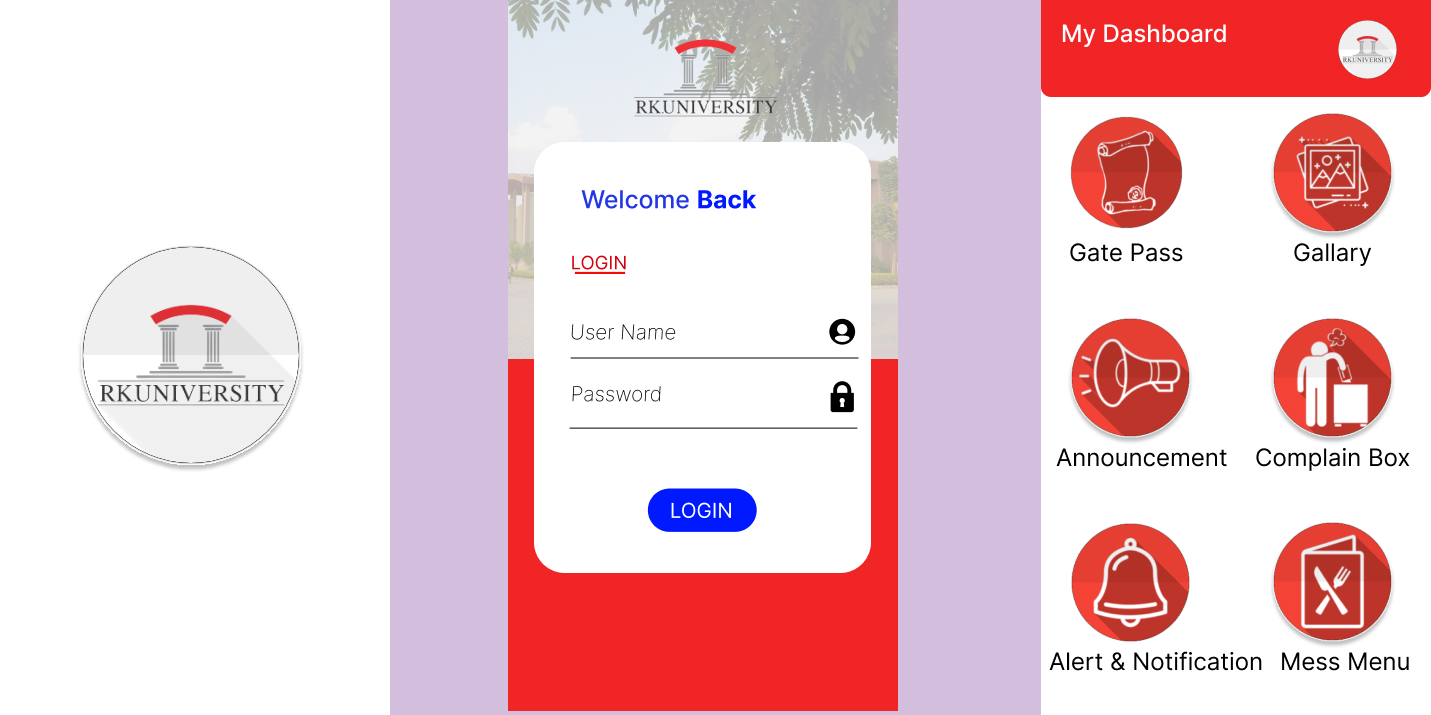 RKUNIVERSITY
RKUNIVERSITY
Welcome Back
LOGIN
User Name
Password
LOGIN
My Dashboard
RKUNIVERSITY
Gate Pass
Gallary
Announcement
Complain Box
Alert & Notification
Mess Menu